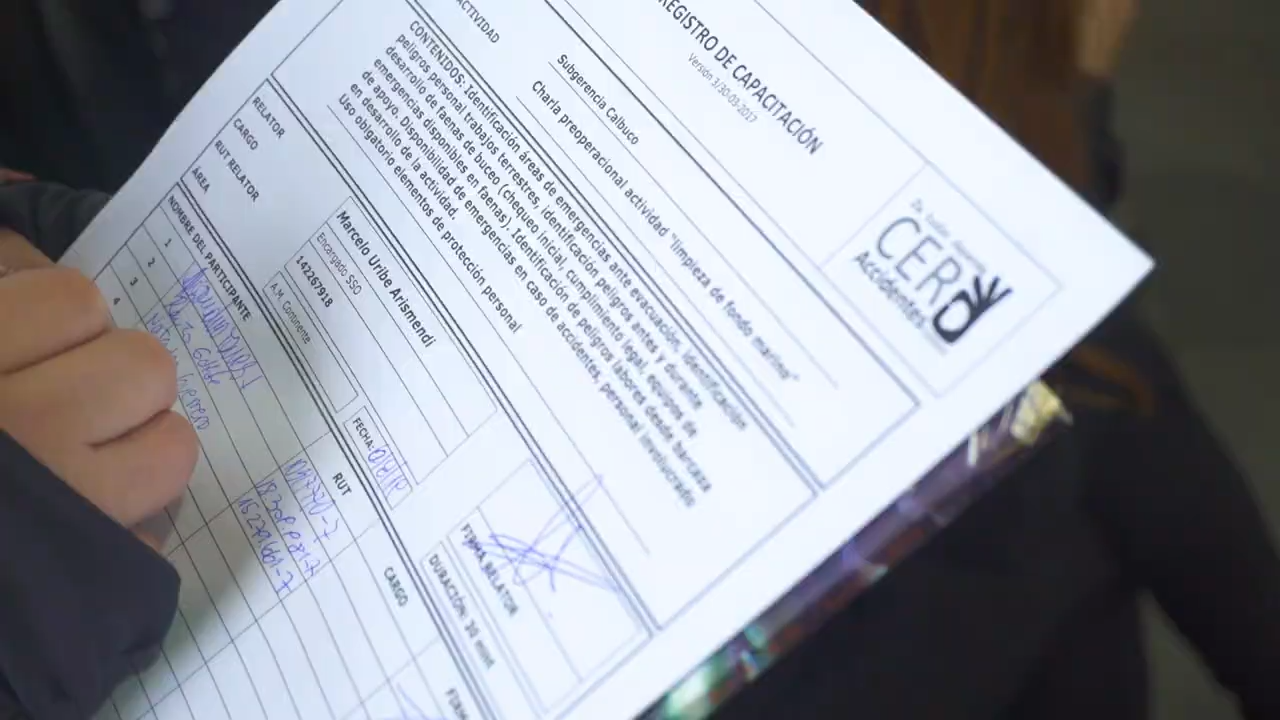 REGISTRO DE CAPACITACIÓN
Versión 3/30-03-2017
CERO
Accidentes
ACTIVIDAD
Subgerencia Calbuco
Charla preoperacional actividad "limpieza de fondo marino"
CONTENIDOS: Identificación áreas de emergencias ante evacuación, identificación
peligros personal trabajos terrestres, identificación peligros antes y durante
desarrollo de faenas de buceo (chequeo inicial, cumplimiento legal, equipos de
emergencias disponibles en faenas). Identificación de peligros labores desde barcaza
de apoyo. Disponibilidad de emergencias en caso de accidentes, personal involucrado
en desarrollo de la actividad.
Uso obligatorio elementos de protección personal
RELATOR Marcelo Uribe Arismendi
CARGO Encargado SSO
RUT RELATOR 142267918
ÁREA A.M. Continente
FECHA:
FIRMA RELATOR
DURACIÓN: 30 mint
NOMBRE DEL PARTICIPANTE RUT CARGO
1
2
3
4